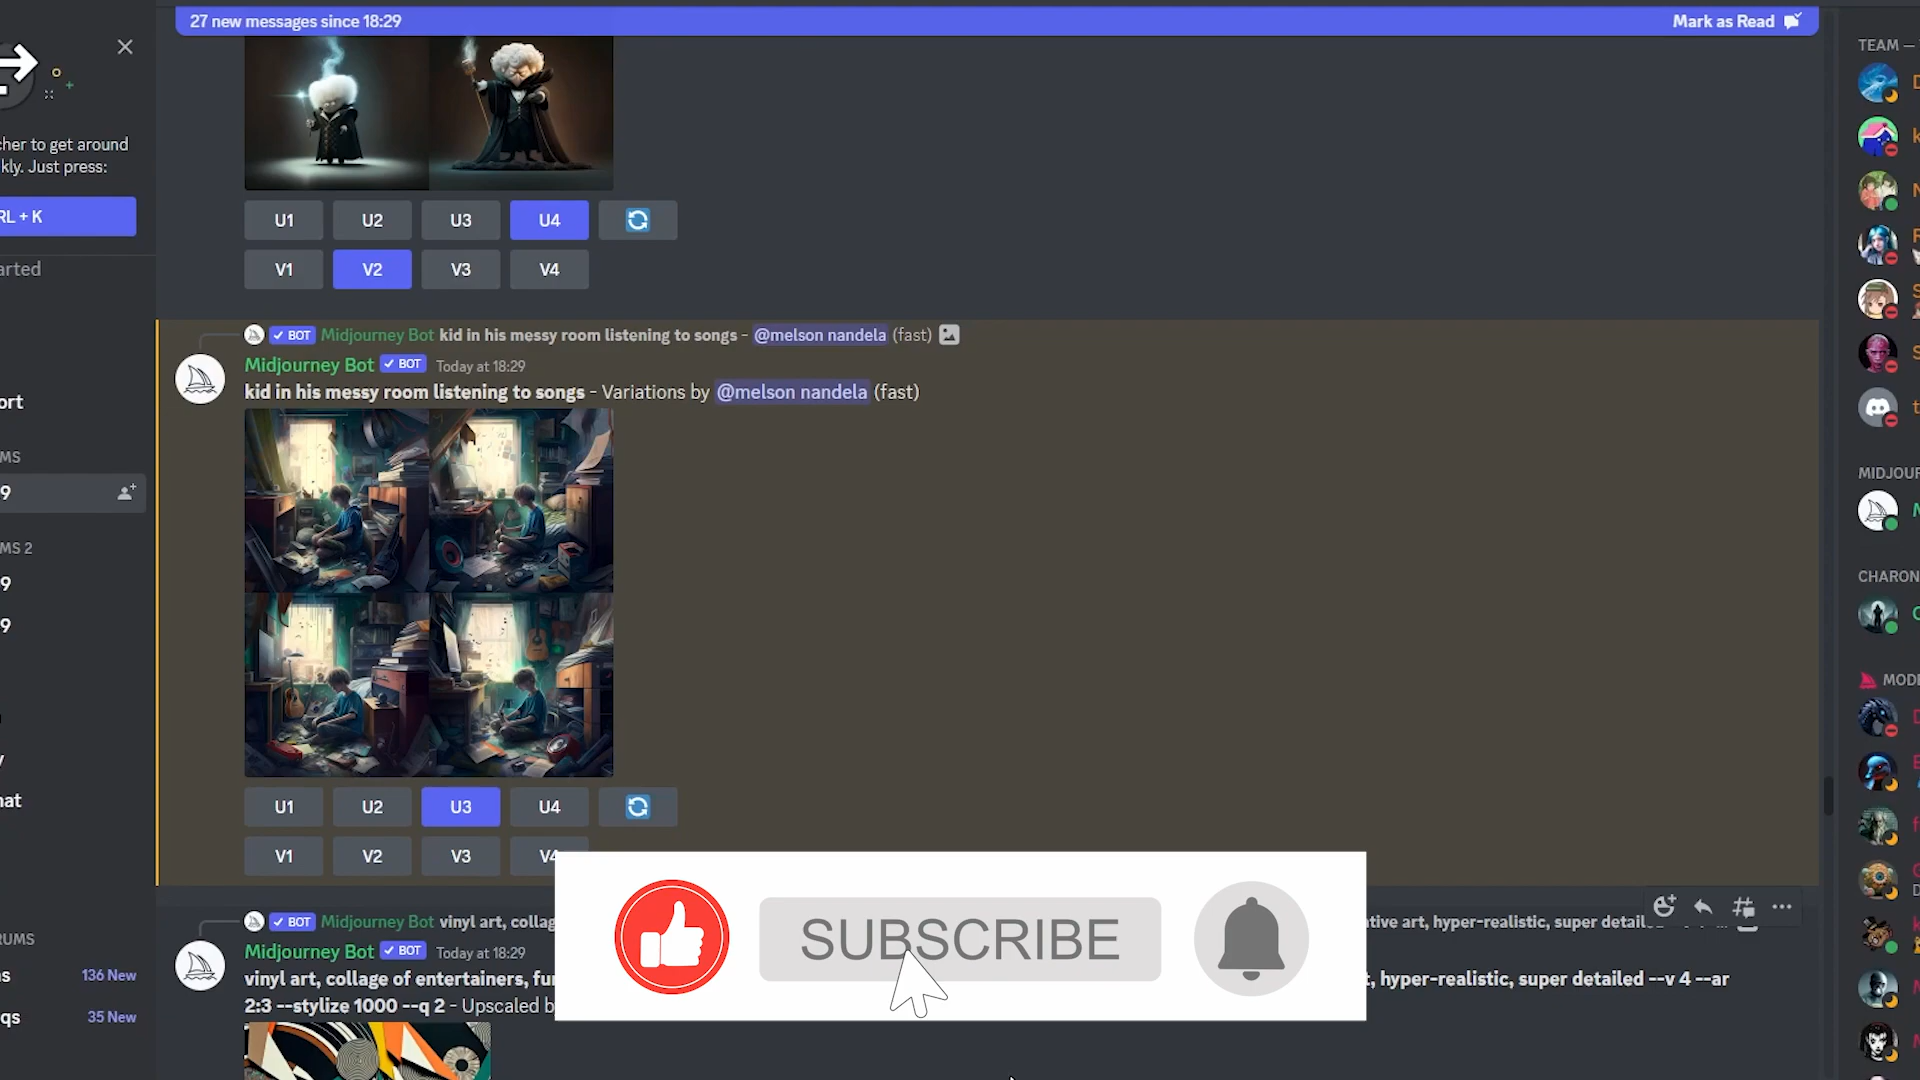 27 new messages since 18:29
Mark as Read
cher to get around
kly. Just press:
RL + K
arted
ort
MS
9
MS 2
9
9
y
hat
RUMS
s
136 New
qs
35 New
U1 U2 U3 U4
V1 V2 V3 V4
BOT Midjourney Bot kid in his messy room listening to songs - @melson nandela (fast)
Midjourney Bot BOT Today at 18:29
kid in his messy room listening to songs - Variations by @melson nandela (fast)
U1 U2 U3 U4
V1 V2 V3 V4
BOT Midjourney Bot vinyl art, collag
ative art, hyper-realistic, super detail
Midjourney Bot BOT Today at 18:29
vinyl art, collage of entertainers, fu
t, hyper-realistic, super detailed --v 4 --ar
2:3 --stylize 1000 --q 2 - Upscaled b
SUBSCRIBE
TEAM —
MIDJOUR
CHARON
MODE